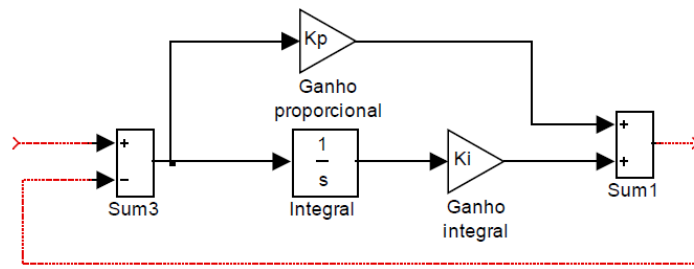 Kp
Ganho
proporcional
+
−
Sum3
1
s
Integral
Ki
Ganho
integral
+
+
Sum1